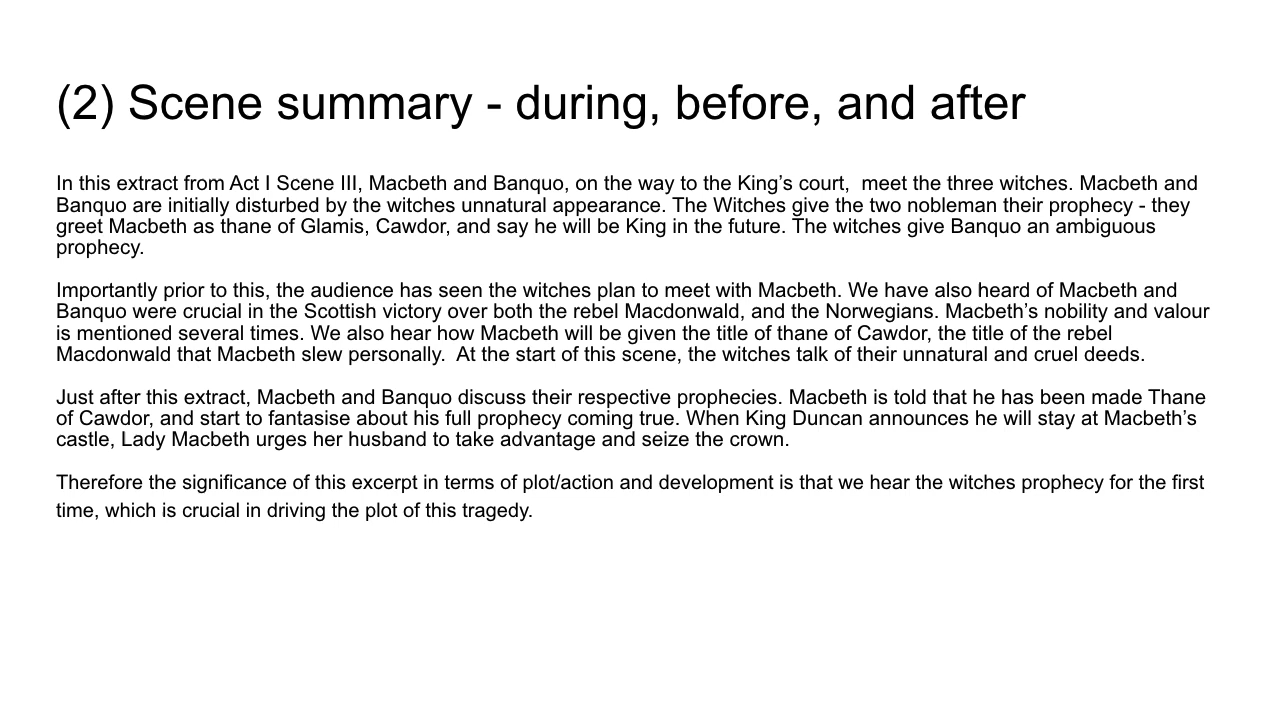 (2) Scene summary - during, before, and after
In this extract from Act I Scene III, Macbeth and Banquo, on the way to the King’s court,  meet the three witches. Macbeth and
Banquo are initially disturbed by the witches unnatural appearance. The Witches give the two nobleman their prophecy - they
greet Macbeth as thane of Glamis, Cawdor, and say he will be King in the future. The witches give Banquo an ambiguous
prophecy.
Importantly prior to this, the audience has seen the witches plan to meet with Macbeth. We have also heard of Macbeth and
Banquo were crucial in the Scottish victory over both the rebel Macdonwald, and the Norwegians. Macbeth’s nobility and valour
is mentioned several times. We also hear how Macbeth will be given the title of thane of Cawdor, the title of the rebel
Macdonwald that Macbeth slew personally.  At the start of this scene, the witches talk of their unnatural and cruel deeds.
Just after this extract, Macbeth and Banquo discuss their respective prophecies. Macbeth is told that he has been made Thane
of Cawdor, and start to fantasise about his full prophecy coming true. When King Duncan announces he will stay at Macbeth’s
castle, Lady Macbeth urges her husband to take advantage and seize the crown.
Therefore the significance of this excerpt in terms of plot/action and development is that we hear the witches prophecy for the first
time, which is crucial in driving the plot of this tragedy.